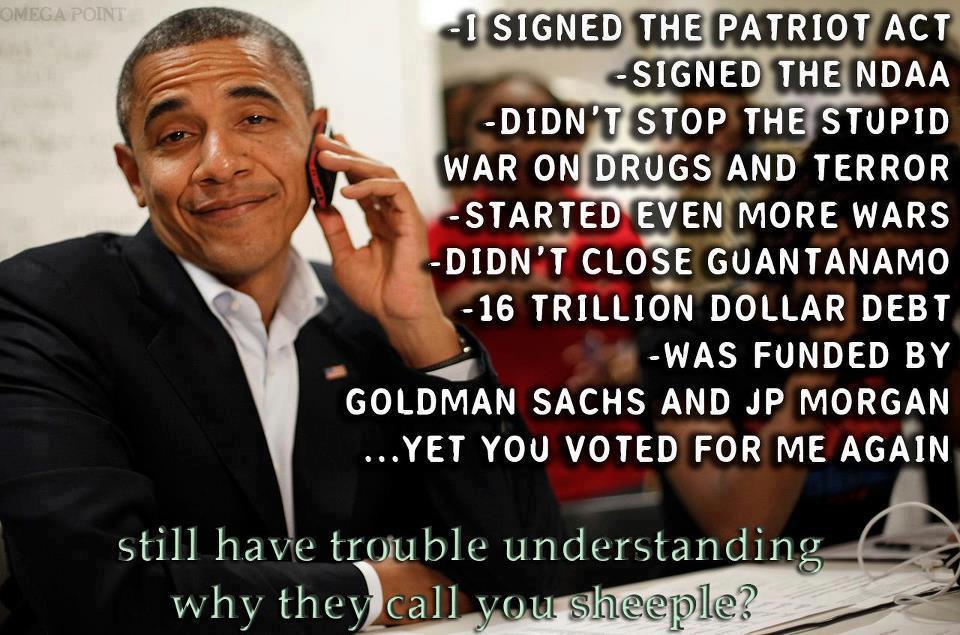 OMEGA POINT
-I SIGNED THE PATRIOT ACT
-SIGNED THE NDAA
-DIDN'T STOP THE STUPID
WAR ON DRUGS AND TERROR
-STARTED EVEN MORE WARS
-DIDN'T CLOSE GUANTANAMO
-16 TRILLION DOLLAR DEBT
-WAS FUNDED BY
GOLDMAN SACHS AND JP MORGAN
...YET YOU VOTED FOR ME AGAIN
still have trouble understanding
why they call you sheeple?